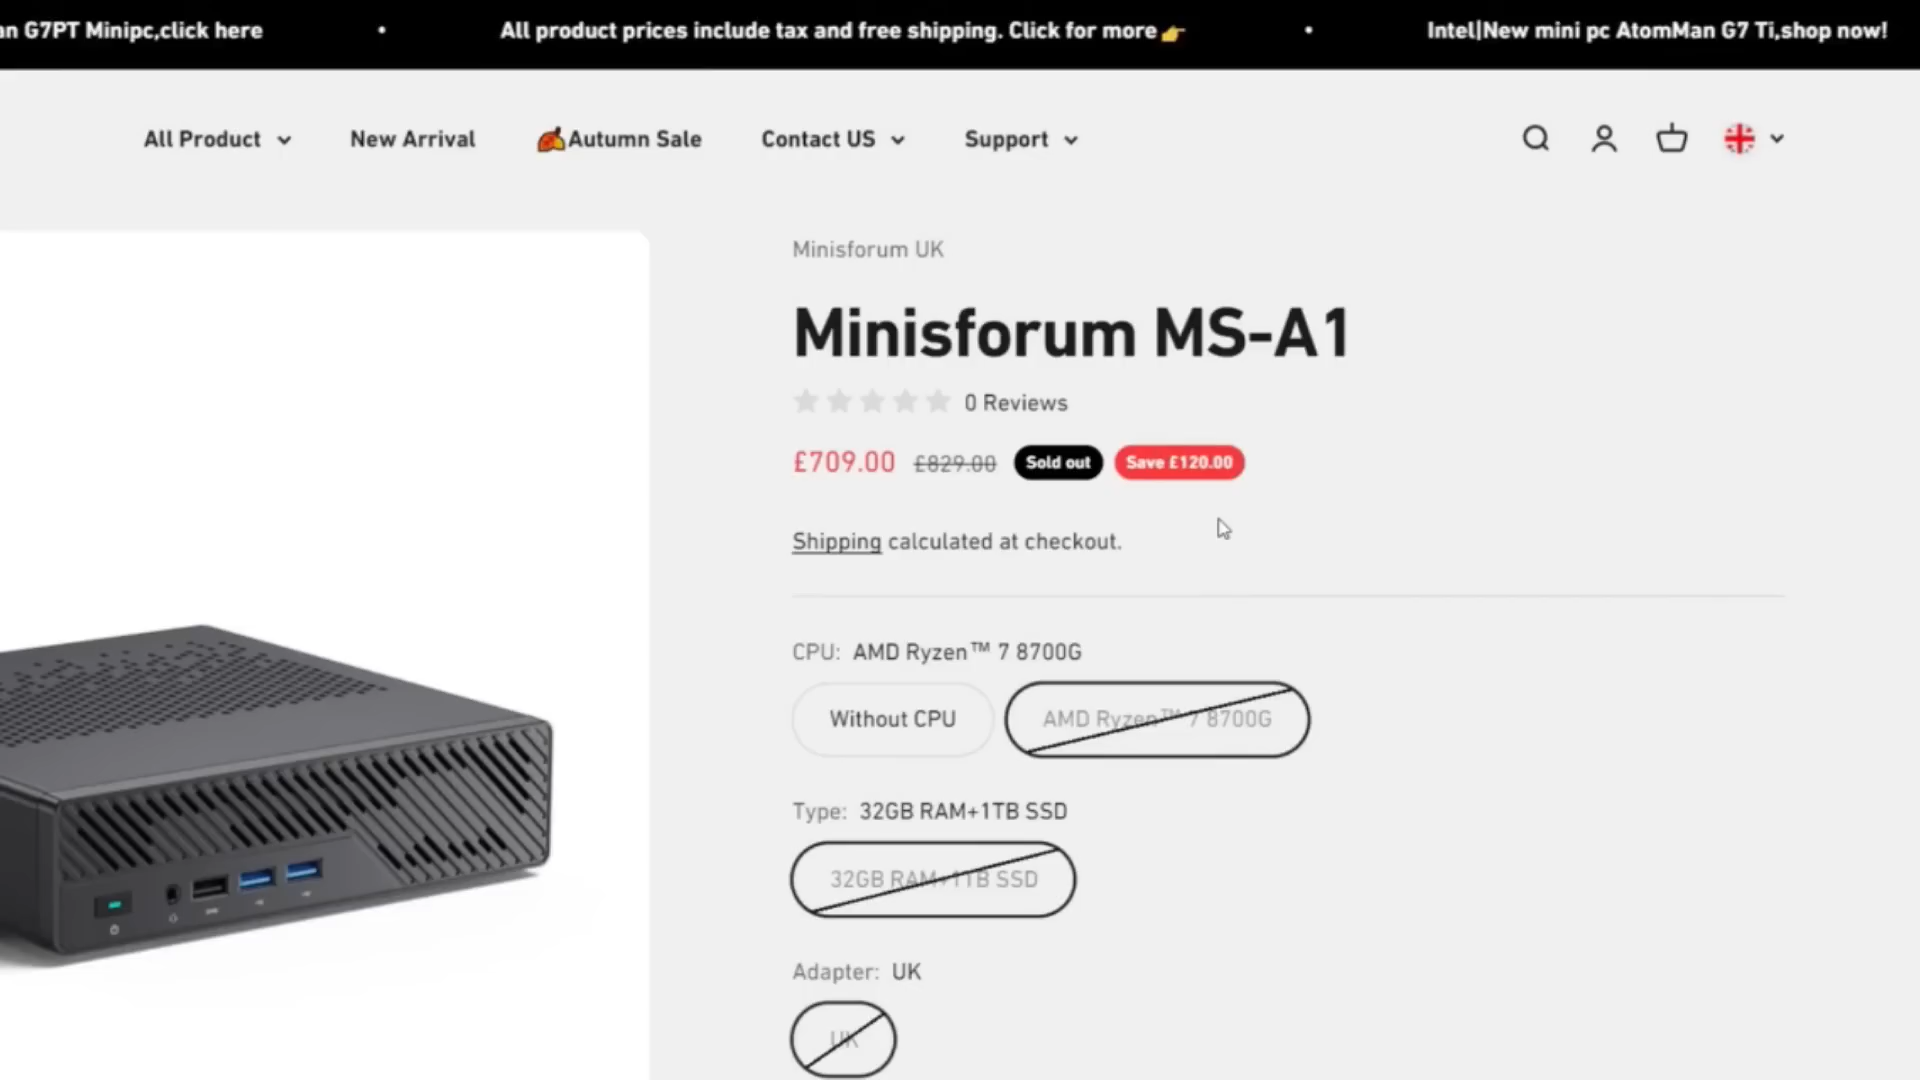 an G7PT Minipc,click here • All product prices include tax and free shipping. Click for more👉 • Intel|New mini pc AtomMan G7 Ti,shop now!
All Product New Arrival 🍂Autumn Sale Contact US Support
Minisforum UK
Minisforum MS-A1
0 Reviews
£709.00 £829.00 Sold out Save £120.00
Shipping calculated at checkout.
CPU: AMD Ryzen™ 7 8700G
Without CPU AMD Ryzen™ 7 8700G
Type: 32GB RAM+1TB SSD
32GB RAM+1TB SSD
Adapter: UK
UK